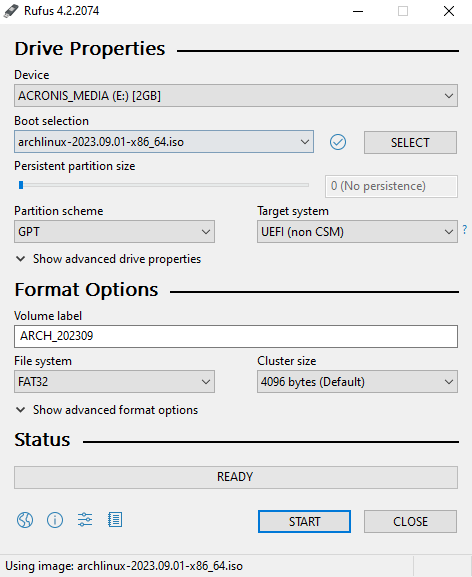 Rufus 4.2.2074
Drive Properties
Device
ACRONIS_MEDIA (E:) [2GB]
Boot selection
archlinux-2023.09.01-x86_64.iso
SELECT
Persistent partition size
0 (No persistence)
Partition scheme
Target system
GPT
UEFI (non CSM)
?
Show advanced drive properties
Format Options
Volume label
ARCH_202309
File system
Cluster size
FAT32
4096 bytes (Default)
Show advanced format options
Status
READY
START
CLOSE
Using image: archlinux-2023.09.01-x86_64.iso